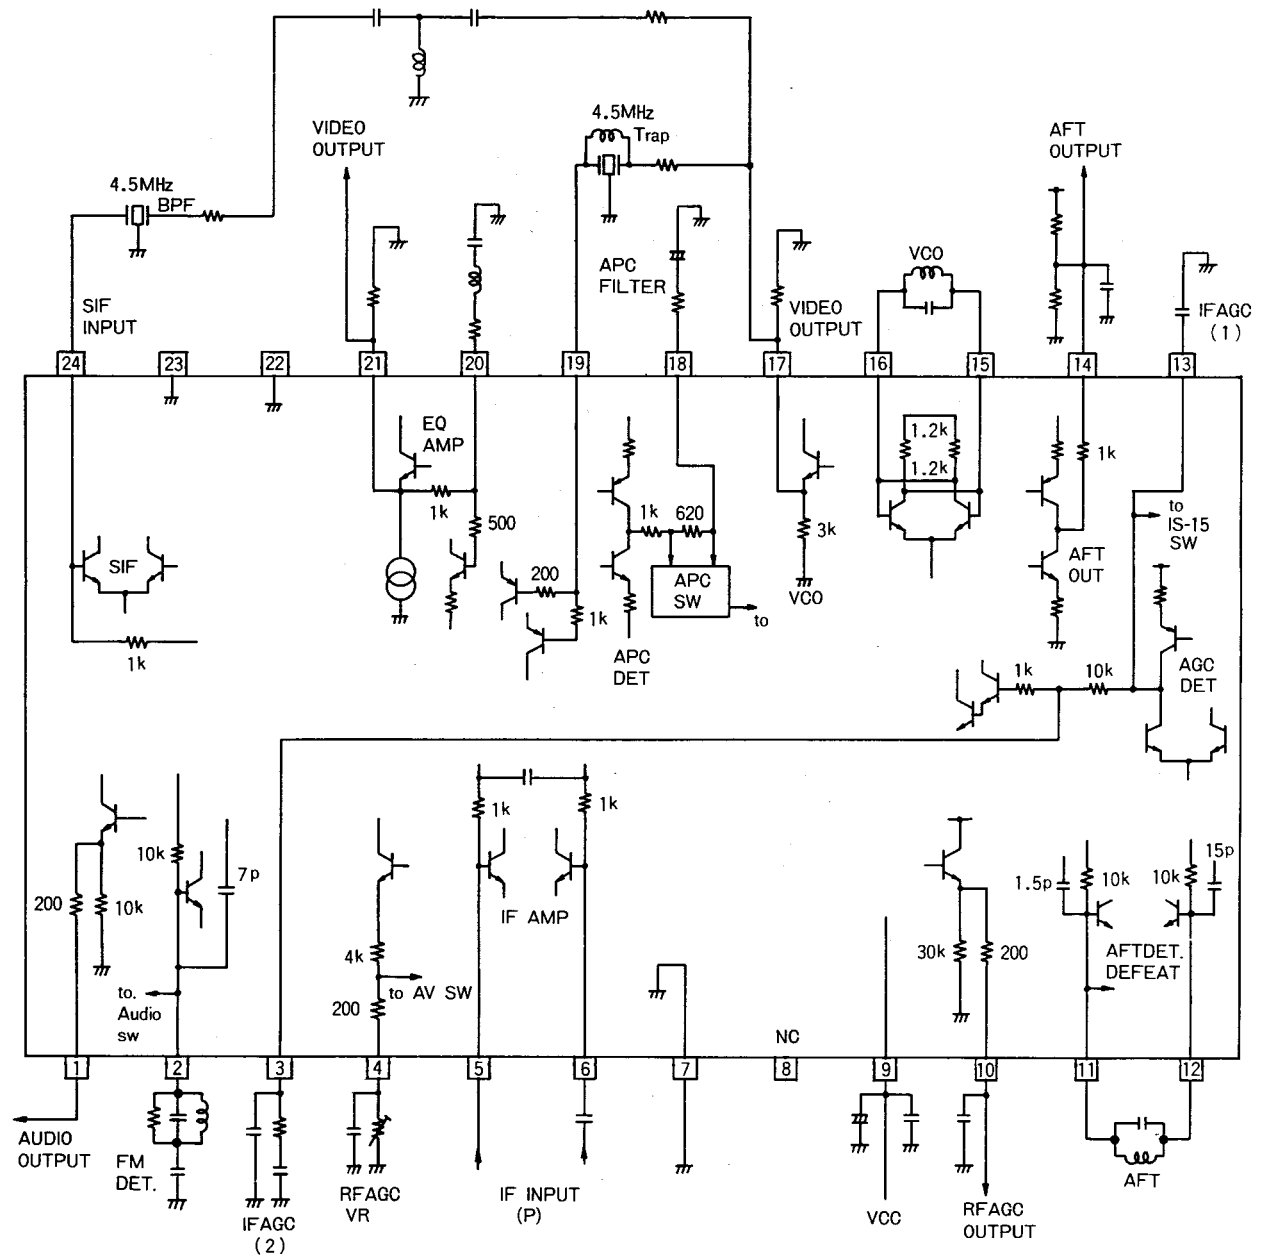 4.5MHz
Trap
VIDEO
OUTPUT
AFT
OUTPUT
4.5MHz
BPF
VCO
APC
FILTER
SIF
INPUT
VIDEO
OUTPUT
IFAGC
(1)
24
23
22
21
20
19
18
17
16
15
14
13
EQ
AMP
1.2k
1.2k
1k
1k
500
1k
620
3k
to
IS-15
SW
SIF
200
APC
SW
VCO
AFT
OUT
1k
to
1k
APC
DET
1k
10k
AGC
DET
1k
1k
10k
7p
200
10k
IF AMP
4k
to AV SW
200
to.
Audio
sw
30k
200
1.5p
10k
10k
15p
AFTDET.
DEFEAT
NC
1
2
3
4
5
6
7
8
9
10
11
12
AUDIO
OUTPUT
FM
DET.
IFAGC
(2)
RFAGC
VR
IF INPUT
(P)
VCC
RFAGC
OUTPUT
AFT